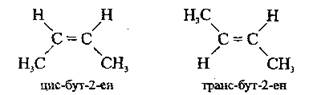 H H H₃C H
C=C C=C
H₃C CH₃ H CH₃
цис-бут-2-ен транс-бут-2-ен